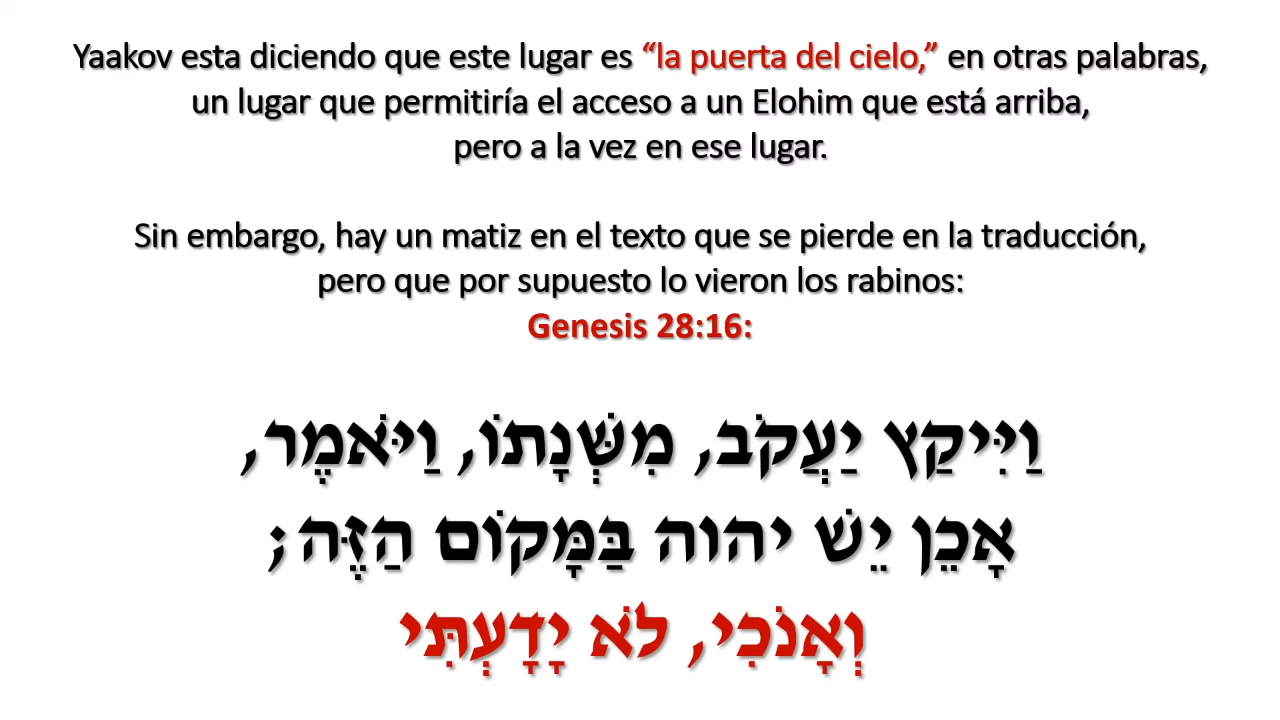 Yaakov esta diciendo que este lugar es “la puerta del cielo,” en otras palabras,
un lugar que permitiría el acceso a un Elohim que está arriba,
pero a la vez en ese lugar.
Sin embargo, hay un matiz en el texto que se pierde en la traducción,
pero que por supuesto lo vieron los rabinos:
Genesis 28:16:
וַיִּיקַץ יַעֲקֹב, מִשְּׁנָתוֹ, וַיֹּאמֶר,
אָכֵן יֵשׁ יהוה בַּמָּקוֹם הַזֶּה;
וְאָנֹכִי, לֹא יָדָעְתִּי